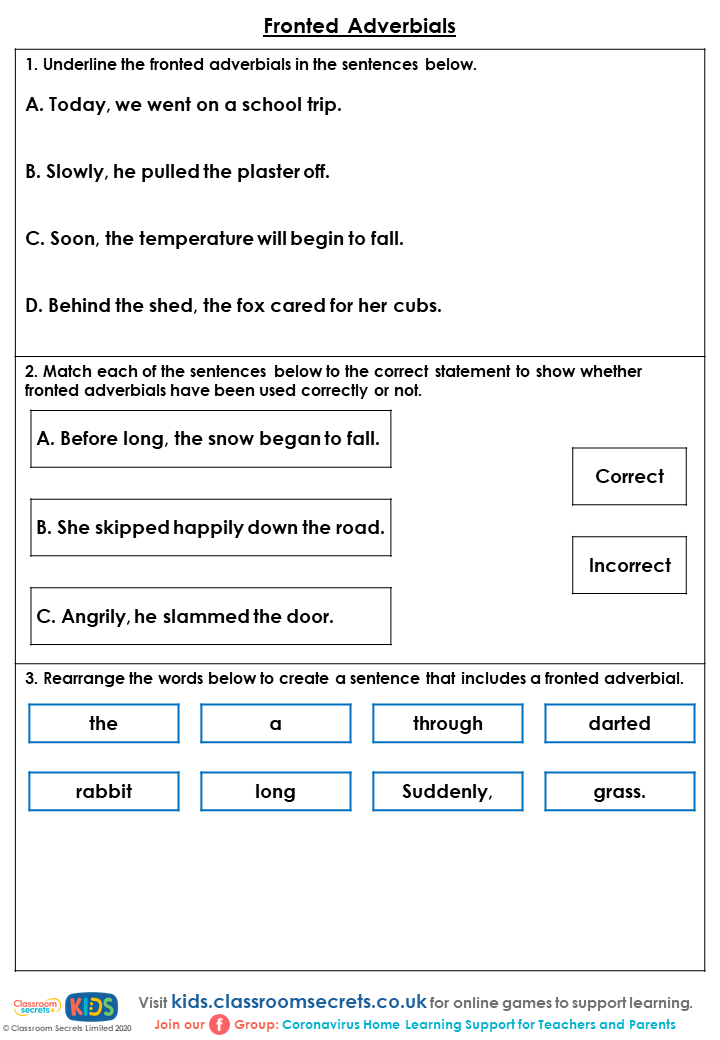 Fronted Adverbials
1. Underline the fronted adverbials in the sentences below.
A. Today, we went on a school trip.
B. Slowly, he pulled the plaster off.
C. Soon, the temperature will begin to fall.
D. Behind the shed, the fox cared for her cubs.
2. Match each of the sentences below to the correct statement to show whether
fronted adverbials have been used correctly or not.
A. Before long, the snow began to fall.
Correct
B. She skipped happily down the road.
Incorrect
C. Angrily, he slammed the door.
3. Rearrange the words below to create a sentence that includes a fronted adverbial.
the a through darted
rabbit long Suddenly, grass.
Classroom Secrets KIDS
© Classroom Secrets Limited 2020
Visit kids.classroomsecrets.co.uk for online games to support learning.
Join our f Group: Coronavirus Home Learning Support for Teachers and Parents